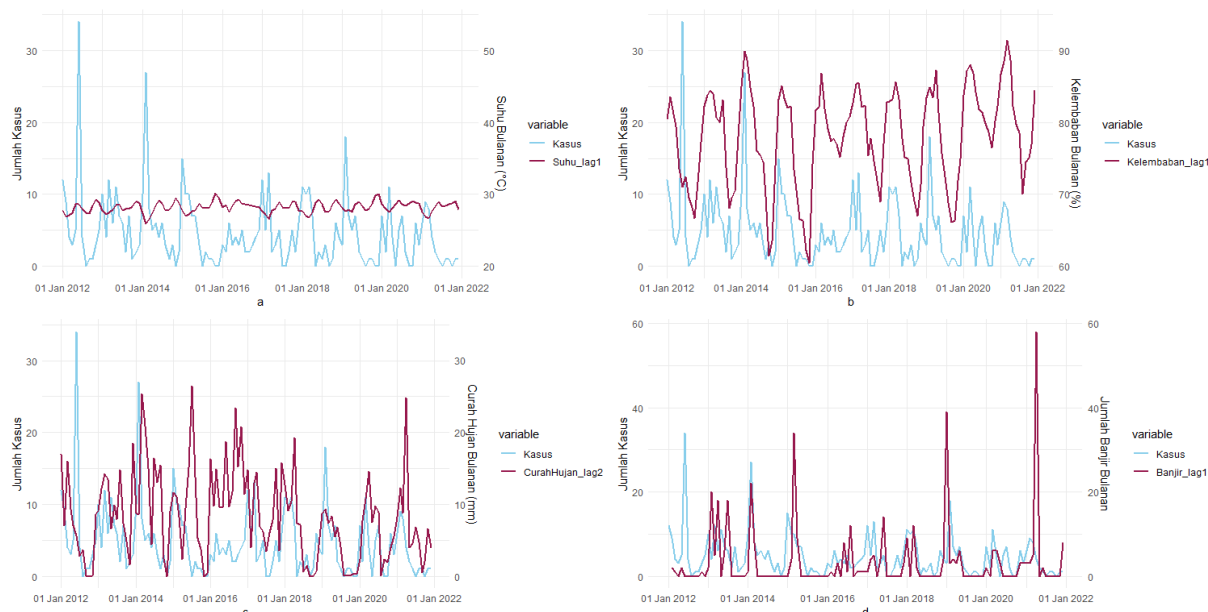 Jumlah Kasus
30
20
10
0
50
40
30
20
Suhu Bulanan (°C)
variable
Kasus
Suhu_lag1
01 Jan 2012 01 Jan 2014 01 Jan 2016 01 Jan 2018 01 Jan 2020 01 Jan 2022
a
Jumlah Kasus
30
20
10
0
90
80
70
60
Kelembaban Bulanan (%)
variable
Kasus
Kelembaban_lag1
01 Jan 2012 01 Jan 2014 01 Jan 2016 01 Jan 2018 01 Jan 2020 01 Jan 2022
b
Jumlah Kasus
30
20
10
0
30
20
10
0
Curah Hujan Bulanan (mm)
variable
Kasus
CurahHujan_lag2
01 Jan 2012 01 Jan 2014 01 Jan 2016 01 Jan 2018 01 Jan 2020 01 Jan 2022
Jumlah Kasus
60
40
20
0
60
40
20
0
Jumlah Banjir Bulanan
variable
Kasus
Banjir_lag1
01 Jan 2012 01 Jan 2014 01 Jan 2016 01 Jan 2018 01 Jan 2020 01 Jan 2022
d